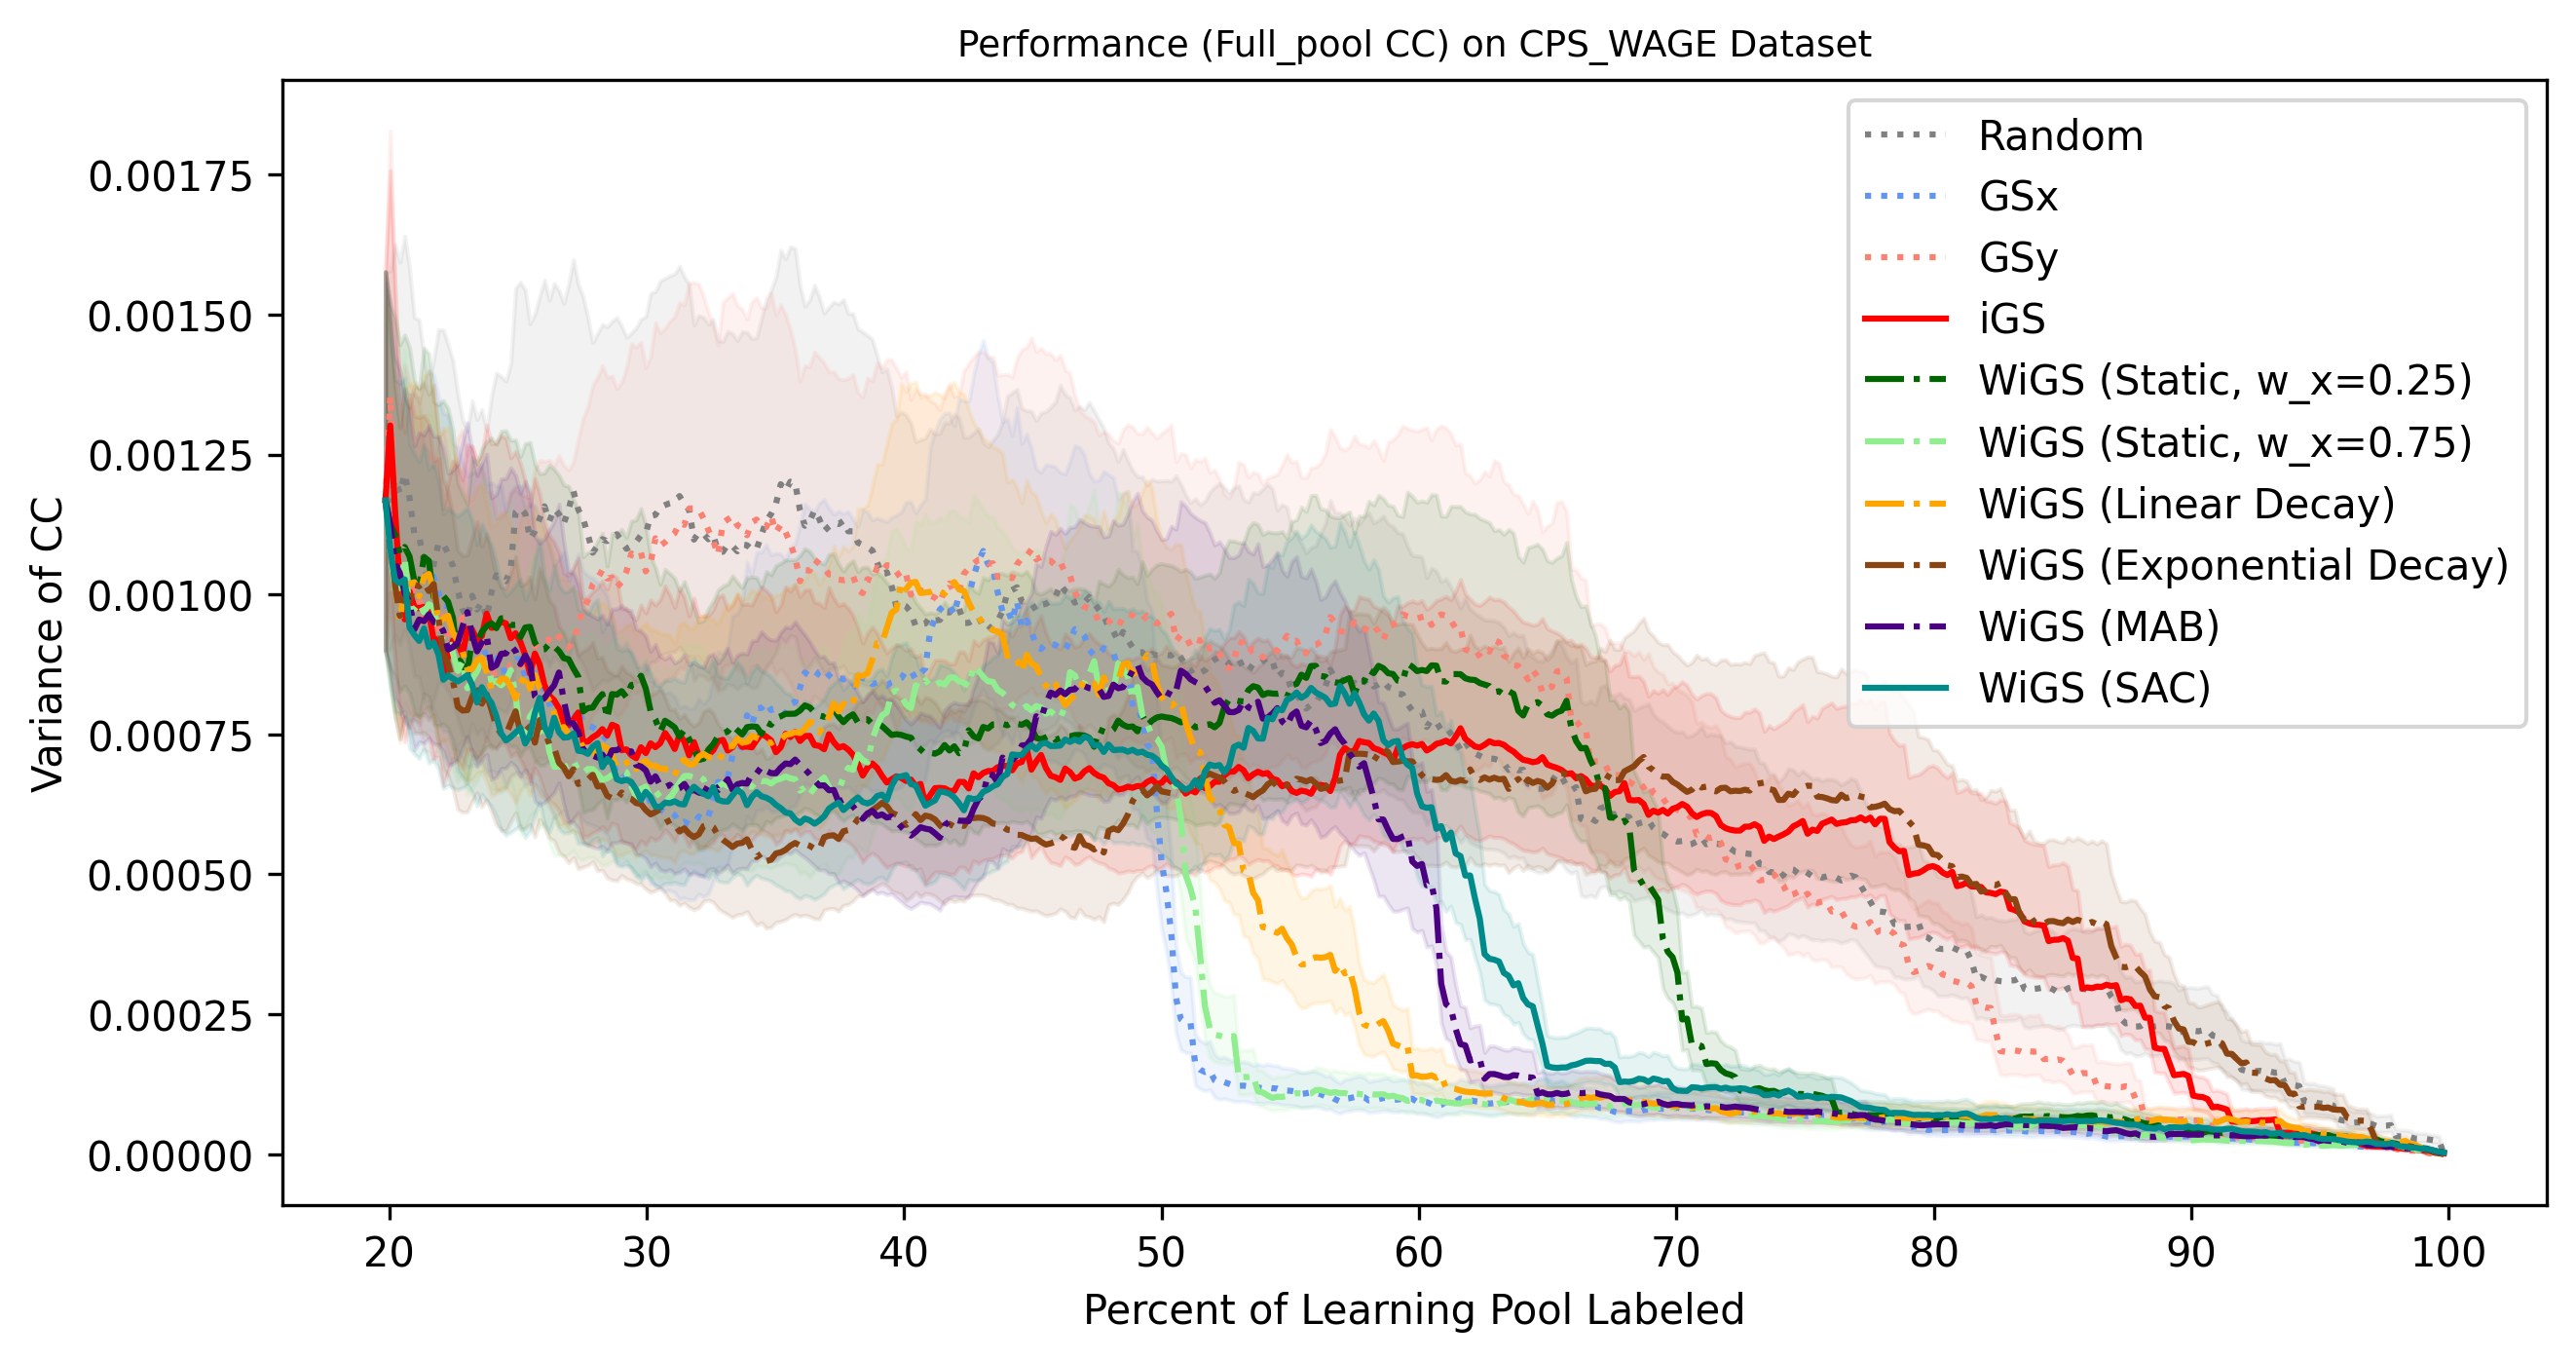 Performance (Full_pool CC) on CPS_WAGE Dataset
Variance of CC
0.00175
0.00150
0.00125
0.00100
0.00075
0.00050
0.00025
0.00000
Random
GSx
GSy
iGS
WiGS (Static, w_x=0.25)
WiGS (Static, w_x=0.75)
WiGS (Linear Decay)
WiGS (Exponential Decay)
WiGS (MAB)
WiGS (SAC)
20 30 40 50 60 70 80 90 100
Percent of Learning Pool Labeled